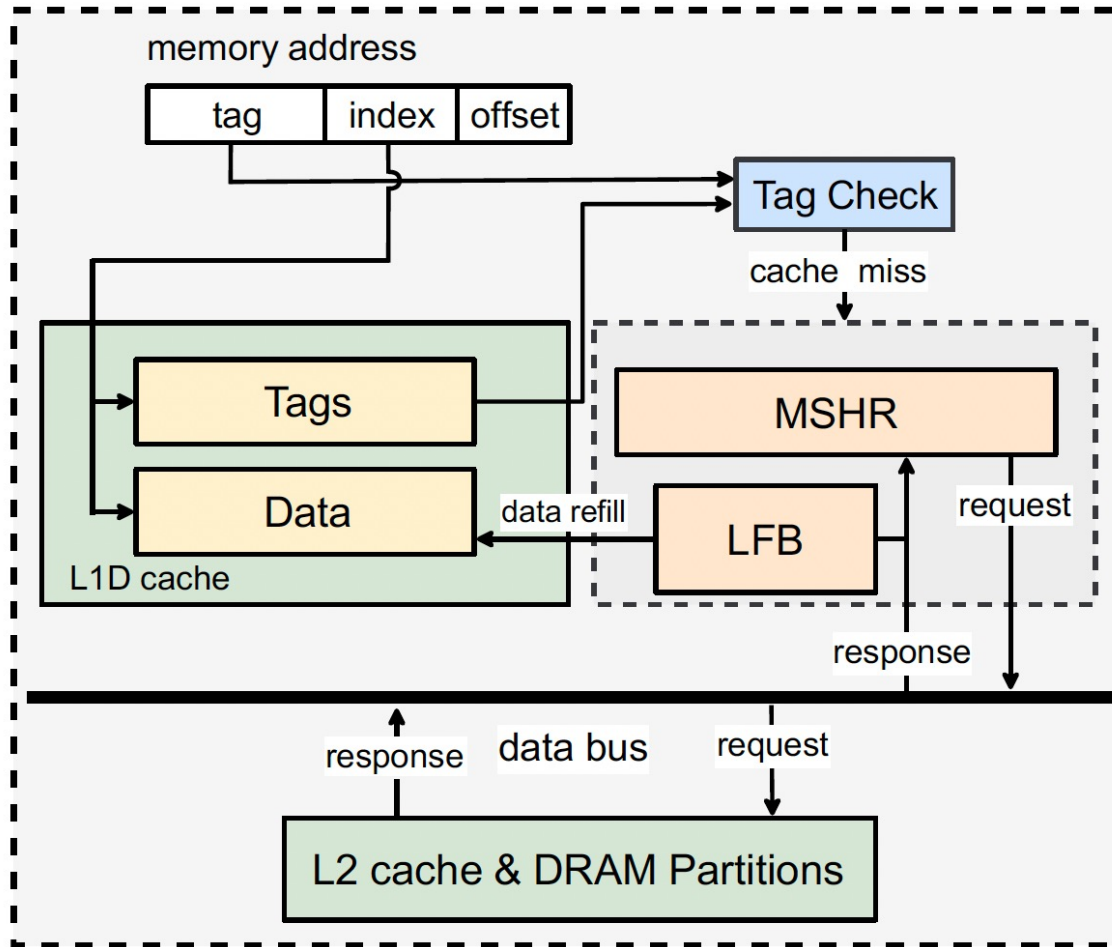 memory address
tag index offset
Tag Check
cache miss
Tags
MSHR
Data
data refill
LFB
request
L1D cache
response
response
data bus
request
L2 cache & DRAM Partitions